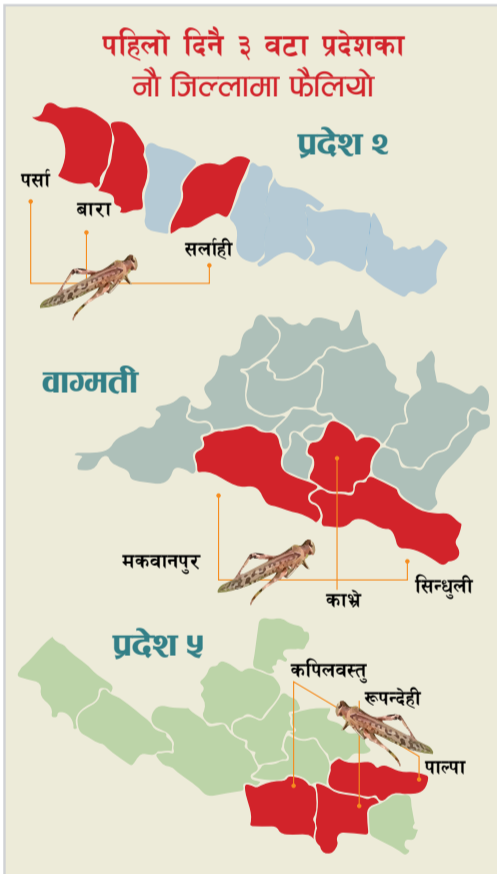 पहिलो दिनै ३ वटा प्रदेशका
नौ जिल्लामा फैलियो
प्रदेश २
पर्सा
बारा
सर्लाही
वाग्मती
मकवानपुर
काभ्रे
सिन्धुली
प्रदेश ५
कपिलवस्तु
रूपन्देही
पाल्पा